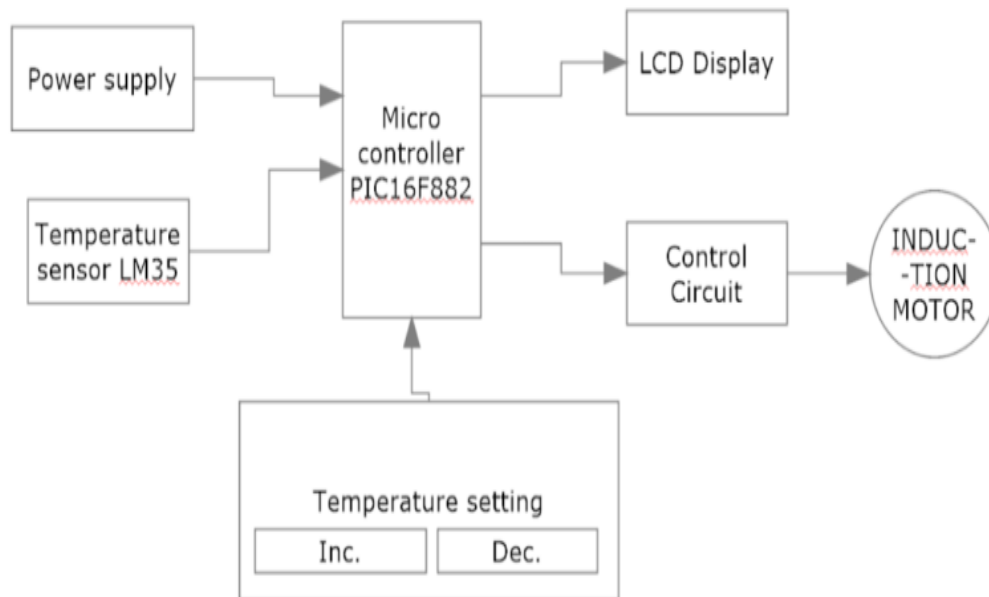 Power supply
Temperature
sensor LM35
Micro
controller
PIC16F882
LCD Display
Control
Circuit
INDUC-
-TION
MOTOR
Temperature setting
Inc.
Dec.